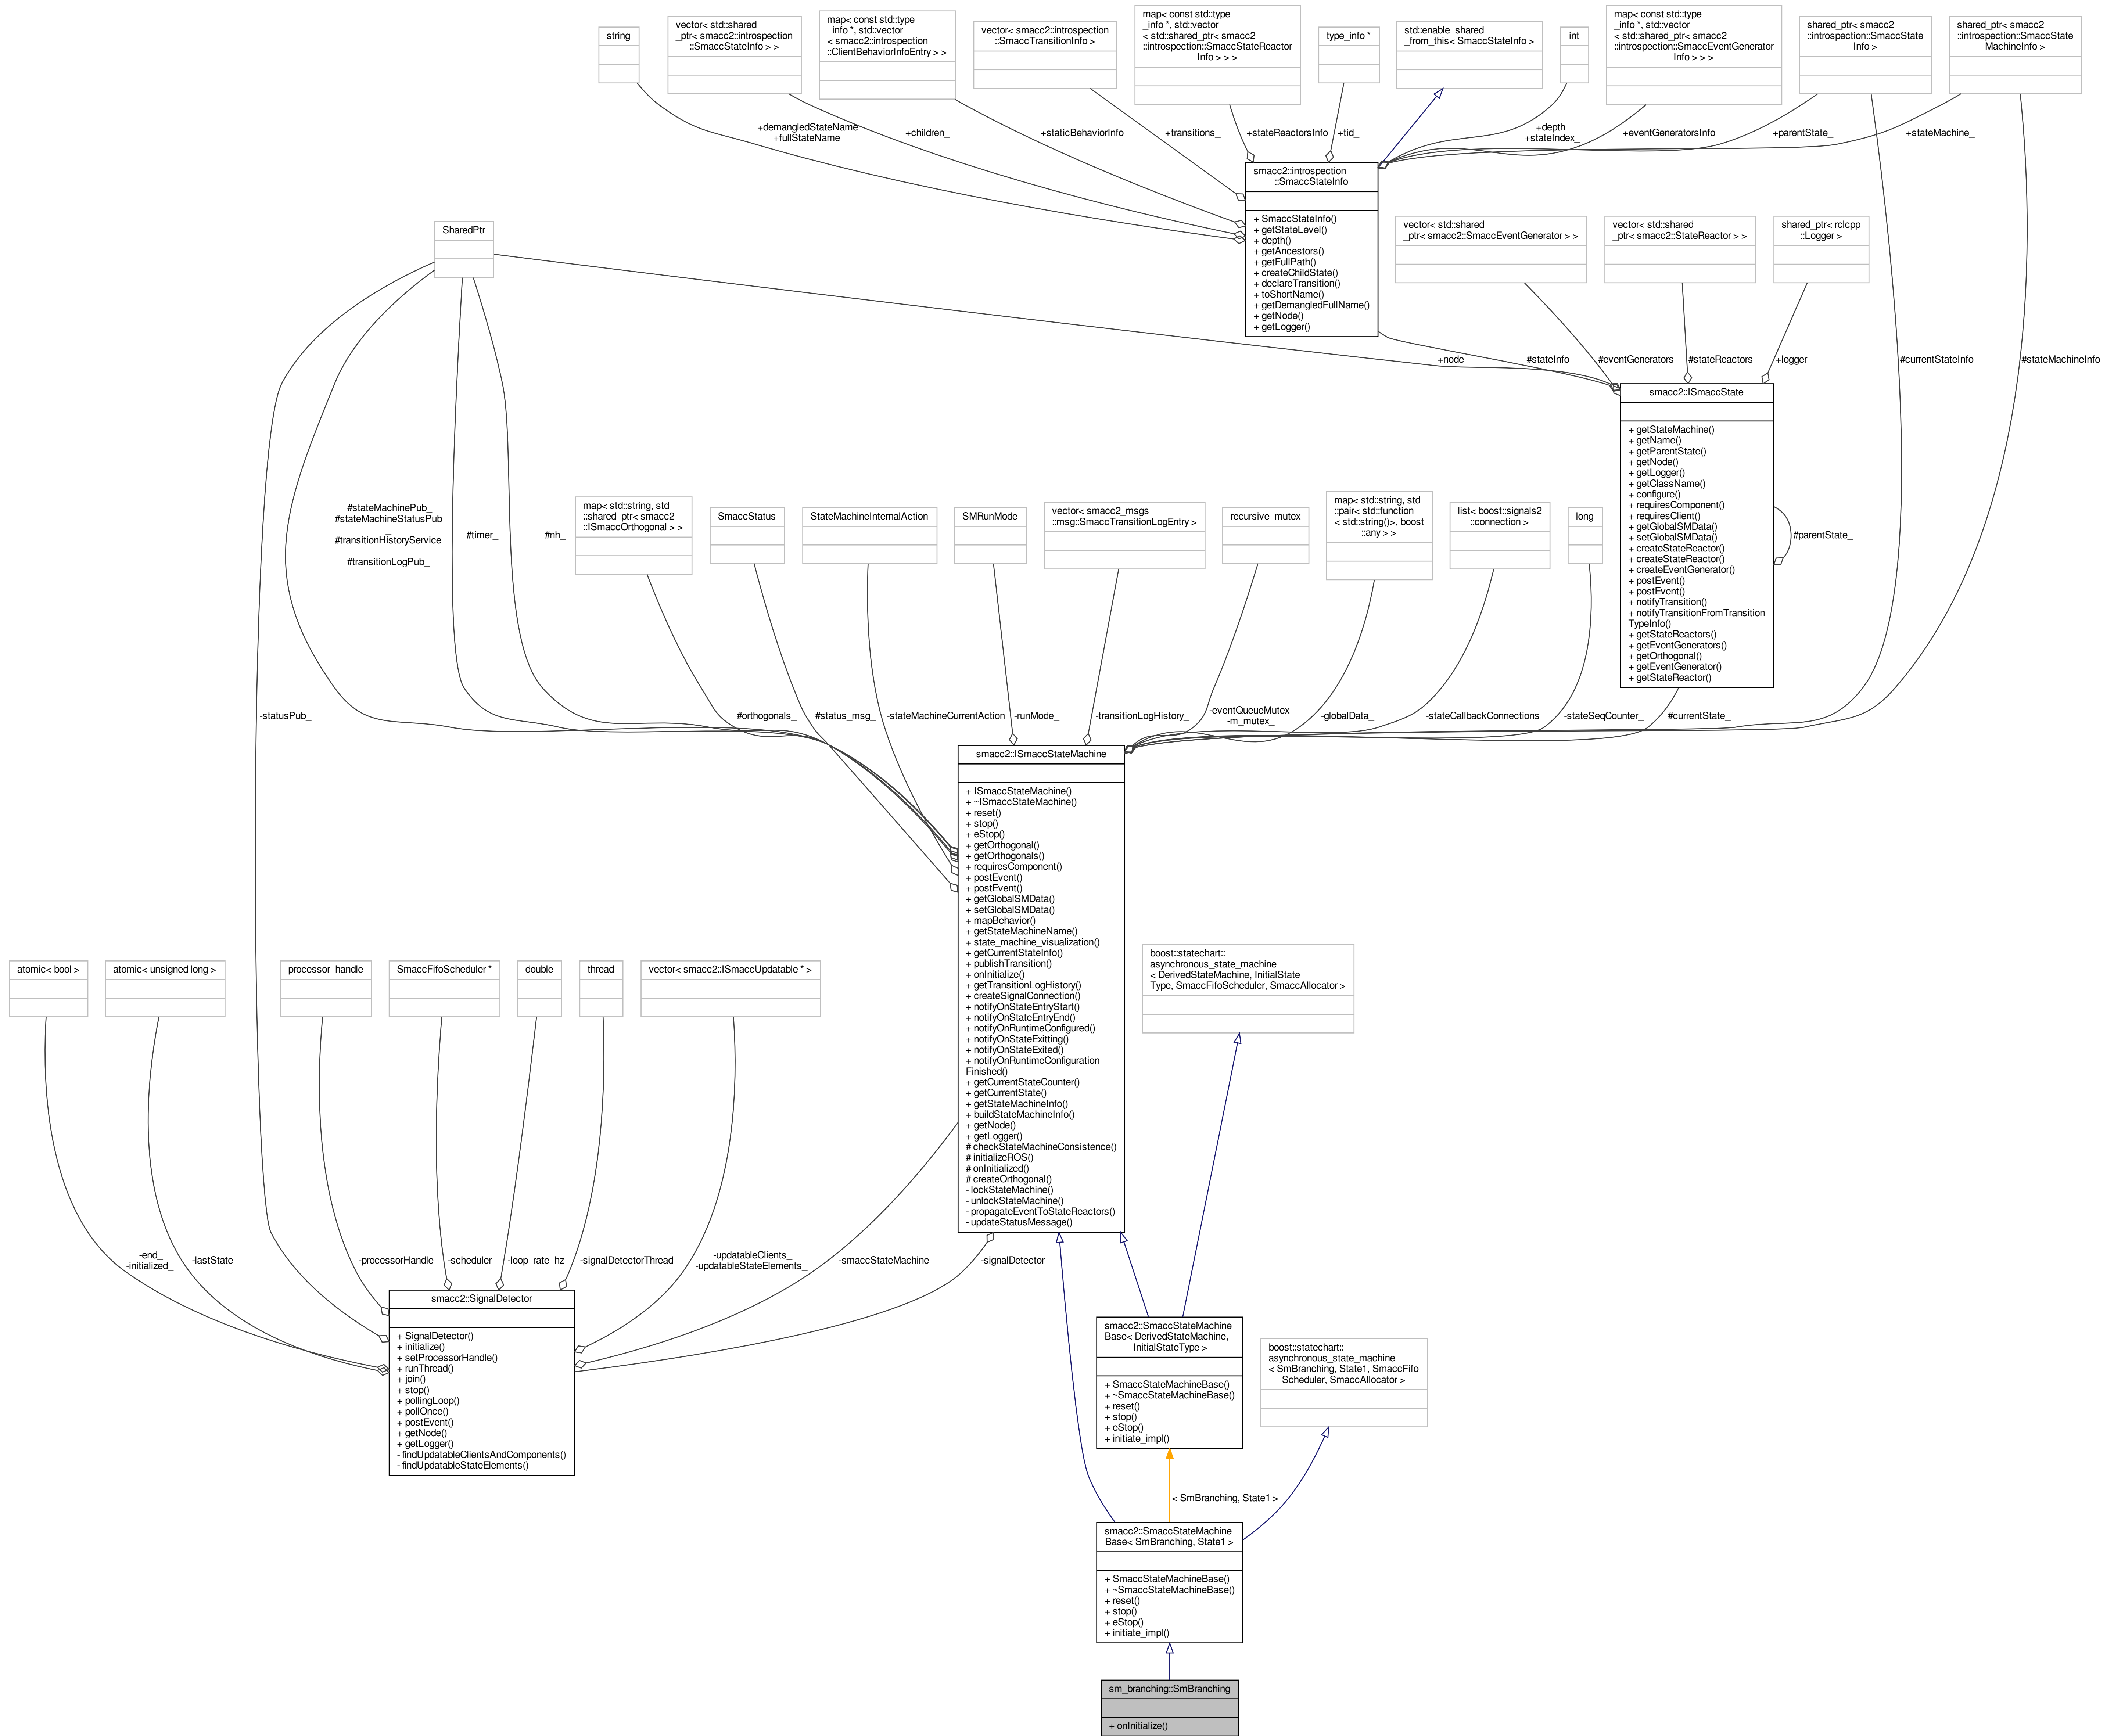 string
vector< std::shared
_ptr< smacc2::introspection
::SmaccStateInfo > >
map< const std::type
_info *, std::vector
< smacc2::introspection
::ClientBehaviorInfoEntry > >
vector< smacc2::introspection
::SmaccTransitionInfo >
map< const std::type
_info *, std::vector
< std::shared_ptr< smacc2
::introspection::SmaccStateReactor
Info > > >
type_info *
std::enable_shared
_from_this< SmaccStateInfo >
int
map< const std::type
_info *, std::vector
< std::shared_ptr< smacc2
::introspection::SmaccEventGenerator
Info > > >
shared_ptr< smacc2
::introspection::SmaccState
Info >
shared_ptr< smacc2
::introspection::SmaccState
MachineInfo >
+demangledStateName
+fullStateName
+children_
+staticBehaviorInfo
+transitions_
+stateReactorsInfo
+tid_
+depth_
+stateIndex_
+eventGeneratorsInfo
+parentState_
+stateMachine_
smacc2::introspection
::SmaccStateInfo
+ SmaccStateInfo()
+ getStateLevel()
+ depth()
+ getAncestors()
+ getFullPath()
+ createChildState()
+ declareTransition()
+ toShortName()
+ getDemangledFullName()
+ getNode()
+ getLogger()
SharedPtr
vector< std::shared
_ptr< smacc2::SmaccEventGenerator > >
vector< std::shared
_ptr< smacc2::StateReactor > >
shared_ptr< rclcpp
::Logger >
+node_
#stateInfo_
#eventGenerators_
#stateReactors_
+logger_
#currentStateInfo_
#stateMachineInfo_
smacc2::ISmaccState
+ getStateMachine()
+ getName()
+ getParentState()
+ getNode()
+ getLogger()
+ getClassName()
+ configure()
+ requiresComponent()
+ requiresClient()
+ getGlobalSMData()
+ setGlobalSMData()
+ createStateReactor()
+ createStateReactor()
+ createEventGenerator()
+ postEvent()
+ postEvent()
+ notifyTransition()
+ notifyTransitionFromTransition
TypeInfo()
+ getStateReactors()
+ getEventGenerators()
+ getOrthogonal()
+ getEventGenerator()
+ getStateReactor()
#parentState_
#stateMachinePub_
#stateMachineStatusPub
_
#transitionHistoryService
_
#transitionLogPub_
#timer_
#nh_
map< std::string, std
::shared_ptr< smacc2
::ISmaccOrthogonal > >
SmaccStatus
StateMachineInternalAction
SMRunMode
vector< smacc2_msgs
::msg::SmaccTransitionLogEntry >
recursive_mutex
map< std::string, std
::pair< std::function
< std::string()>, boost
::any > >
list< boost::signals2
::connection >
long
-statusPub_
#orthogonals_
#status_msg_
-stateMachineCurrentAction
-runMode_
-transitionLogHistory_
-eventQueueMutex_
-m_mutex_
-globalData_
-stateCallbackConnections
-stateSeqCounter_
#currentState_
smacc2::ISmaccStateMachine
+ ISmaccStateMachine()
+ ~ISmaccStateMachine()
+ reset()
+ stop()
+ eStop()
+ getOrthogonal()
+ getOrthogonals()
+ requiresComponent()
+ postEvent()
+ postEvent()
+ getGlobalSMData()
+ setGlobalSMData()
+ mapBehavior()
+ getStateMachineName()
+ state_machine_visualization()
+ getCurrentStateInfo()
+ publishTransition()
+ onInitialize()
+ getTransitionLogHistory()
+ createSignalConnection()
+ notifyOnStateEntryStart()
+ notifyOnStateEntryEnd()
+ notifyOnRuntimeConfigured()
+ notifyOnStateExitting()
+ notifyOnStateExited()
+ notifyOnRuntimeConfiguration
Finished()
+ getCurrentStateCounter()
+ getCurrentState()
+ getStateMachineInfo()
+ buildStateMachineInfo()
+ getNode()
+ getLogger()
# checkStateMachineConsistence()
# initializeROS()
# onInitialized()
# createOrthogonal()
- lockStateMachine()
- unlockStateMachine()
- propagateEventToStateReactors()
- updateStatusMessage()
atomic< bool >
atomic< unsigned long >
processor_handle
SmaccFifoScheduler *
double
thread
vector< smacc2::ISmaccUpdatable * >
boost::statechart::
asynchronous_state_machine
< DerivedStateMachine, InitialState
Type, SmaccFifoScheduler, SmaccAllocator >
-end_
-initialized_
-lastState_
-processorHandle_
-scheduler_
-loop_rate_hz
-signalDetectorThread_
-updatableClients_
-updatableStateElements_
-smaccStateMachine_
-signalDetector_
smacc2::SignalDetector
+ SignalDetector()
+ initialize()
+ setProcessorHandle()
+ runThread()
+ join()
+ stop()
+ pollingLoop()
+ pollOnce()
+ postEvent()
+ getNode()
+ getLogger()
- findUpdatableClientsAndComponents()
- findUpdatableStateElements()
smacc2::SmaccStateMachine
Base< DerivedStateMachine,
InitialStateType >
+ SmaccStateMachineBase()
+ ~SmaccStateMachineBase()
+ reset()
+ stop()
+ eStop()
+ initiate_impl()
boost::statechart::
asynchronous_state_machine
< SmBranching, State1, SmaccFifo
Scheduler, SmaccAllocator >
< SmBranching, State1 >
smacc2::SmaccStateMachine
Base< SmBranching, State1 >
+ SmaccStateMachineBase()
+ ~SmaccStateMachineBase()
+ reset()
+ stop()
+ eStop()
+ initiate_impl()
sm_branching::SmBranching
+ onInitialize()